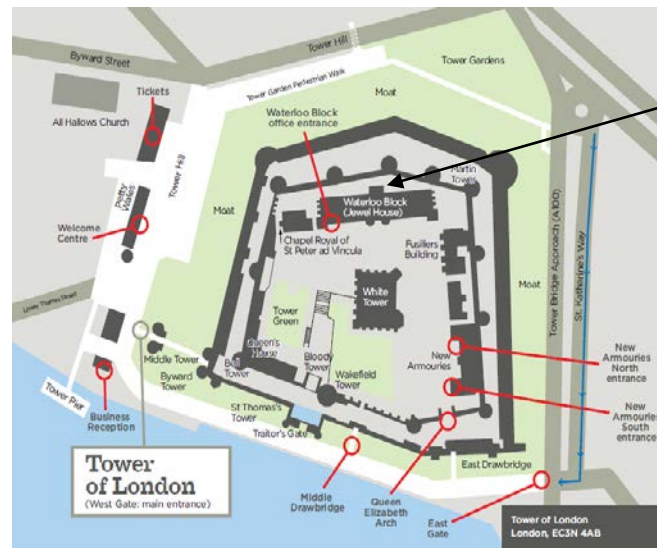 Tower Hill
Byward Street
Tower Gardens
Tickets
Tower Garden Pedestrian Walk
Moat
All Hallows Church
Waterloo Block
office entrance
Tower Hill
Martin
Tower
Petty
Wales
Waterloo Block
(Jewel House)
Welcome
Centre
Moat
Chapel Royal of
St Peter ad Vincula
Fusiliers
Building
Tower Bridge Approach (A100)
St. Katherine's Way
White
Tower
Moat
Lower Thames Street
Tower
Green
Queen's
House
Bloody
Tower
New
Armouries
New
Armouries
North
entrance
Middle Tower
Bell
Tower
Byward
Tower
Wakefield
Tower
Tower Pier
Business
Reception
St Thomas's
Tower
New
Armouries
South
entrance
Traitor's Gate
East Drawbridge
Tower
of London
(West Gate: main entrance)
Middle
Drawbridge
Queen
Elizabeth
Arch
East
Gate
Tower of London
London, EC3N 4AB